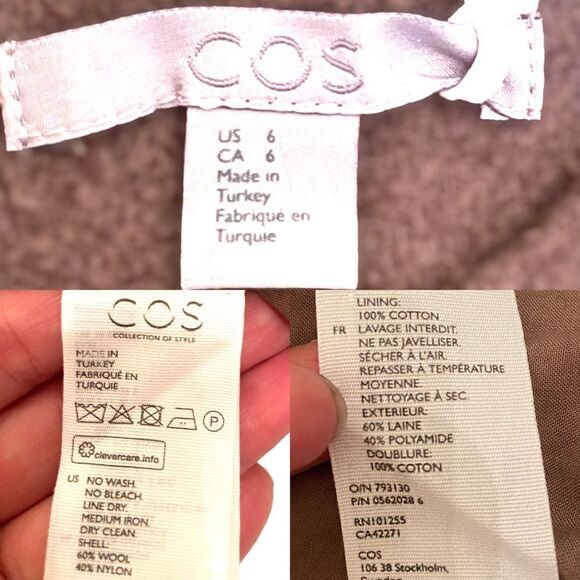 COS
US 6
CA 6
Made in
Turkey
Fabriqué en
Turquie
COS
COLLECTION OF STYLE
MADE IN
TURKEY
FABRIQUÉ EN
TURQUIE
P
clevercare.info
US NO WASH.
NO BLEACH.
LINE DRY.
MEDIUM IRON.
DRY CLEAN.
SHELL:
60% WOOL
40% NYLON
LINING:
100% COTTON
FR LAVAGE INTERDIT.
NE PAS JAVELLISER.
SÉCHER À L'AIR.
REPASSER À TEMPÉRATURE
MOYENNE.
NETTOYAGE À SEC.
EXTERIEUR:
60% LAINE
40% POLYAMIDE
DOUBLURE:
100% COTON
O/N 793130
P/N 0562028 6
RN101255
CA42271
COS
106 38 Stockholm,
Sweden